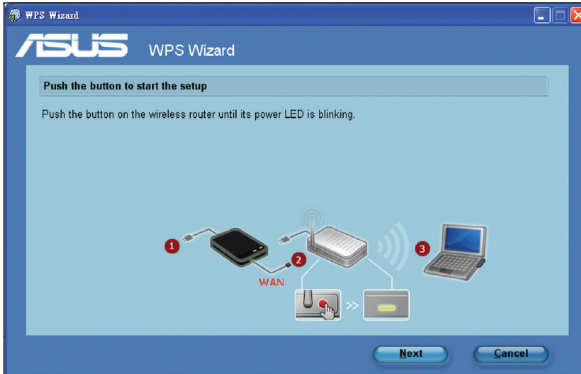 WPS Wizard
ASUS WPS Wizard
Push the button to start the setup
Push the button on the wireless router until its power LED is blinking.
1
2
3
WAN
>>
Next
Cancel